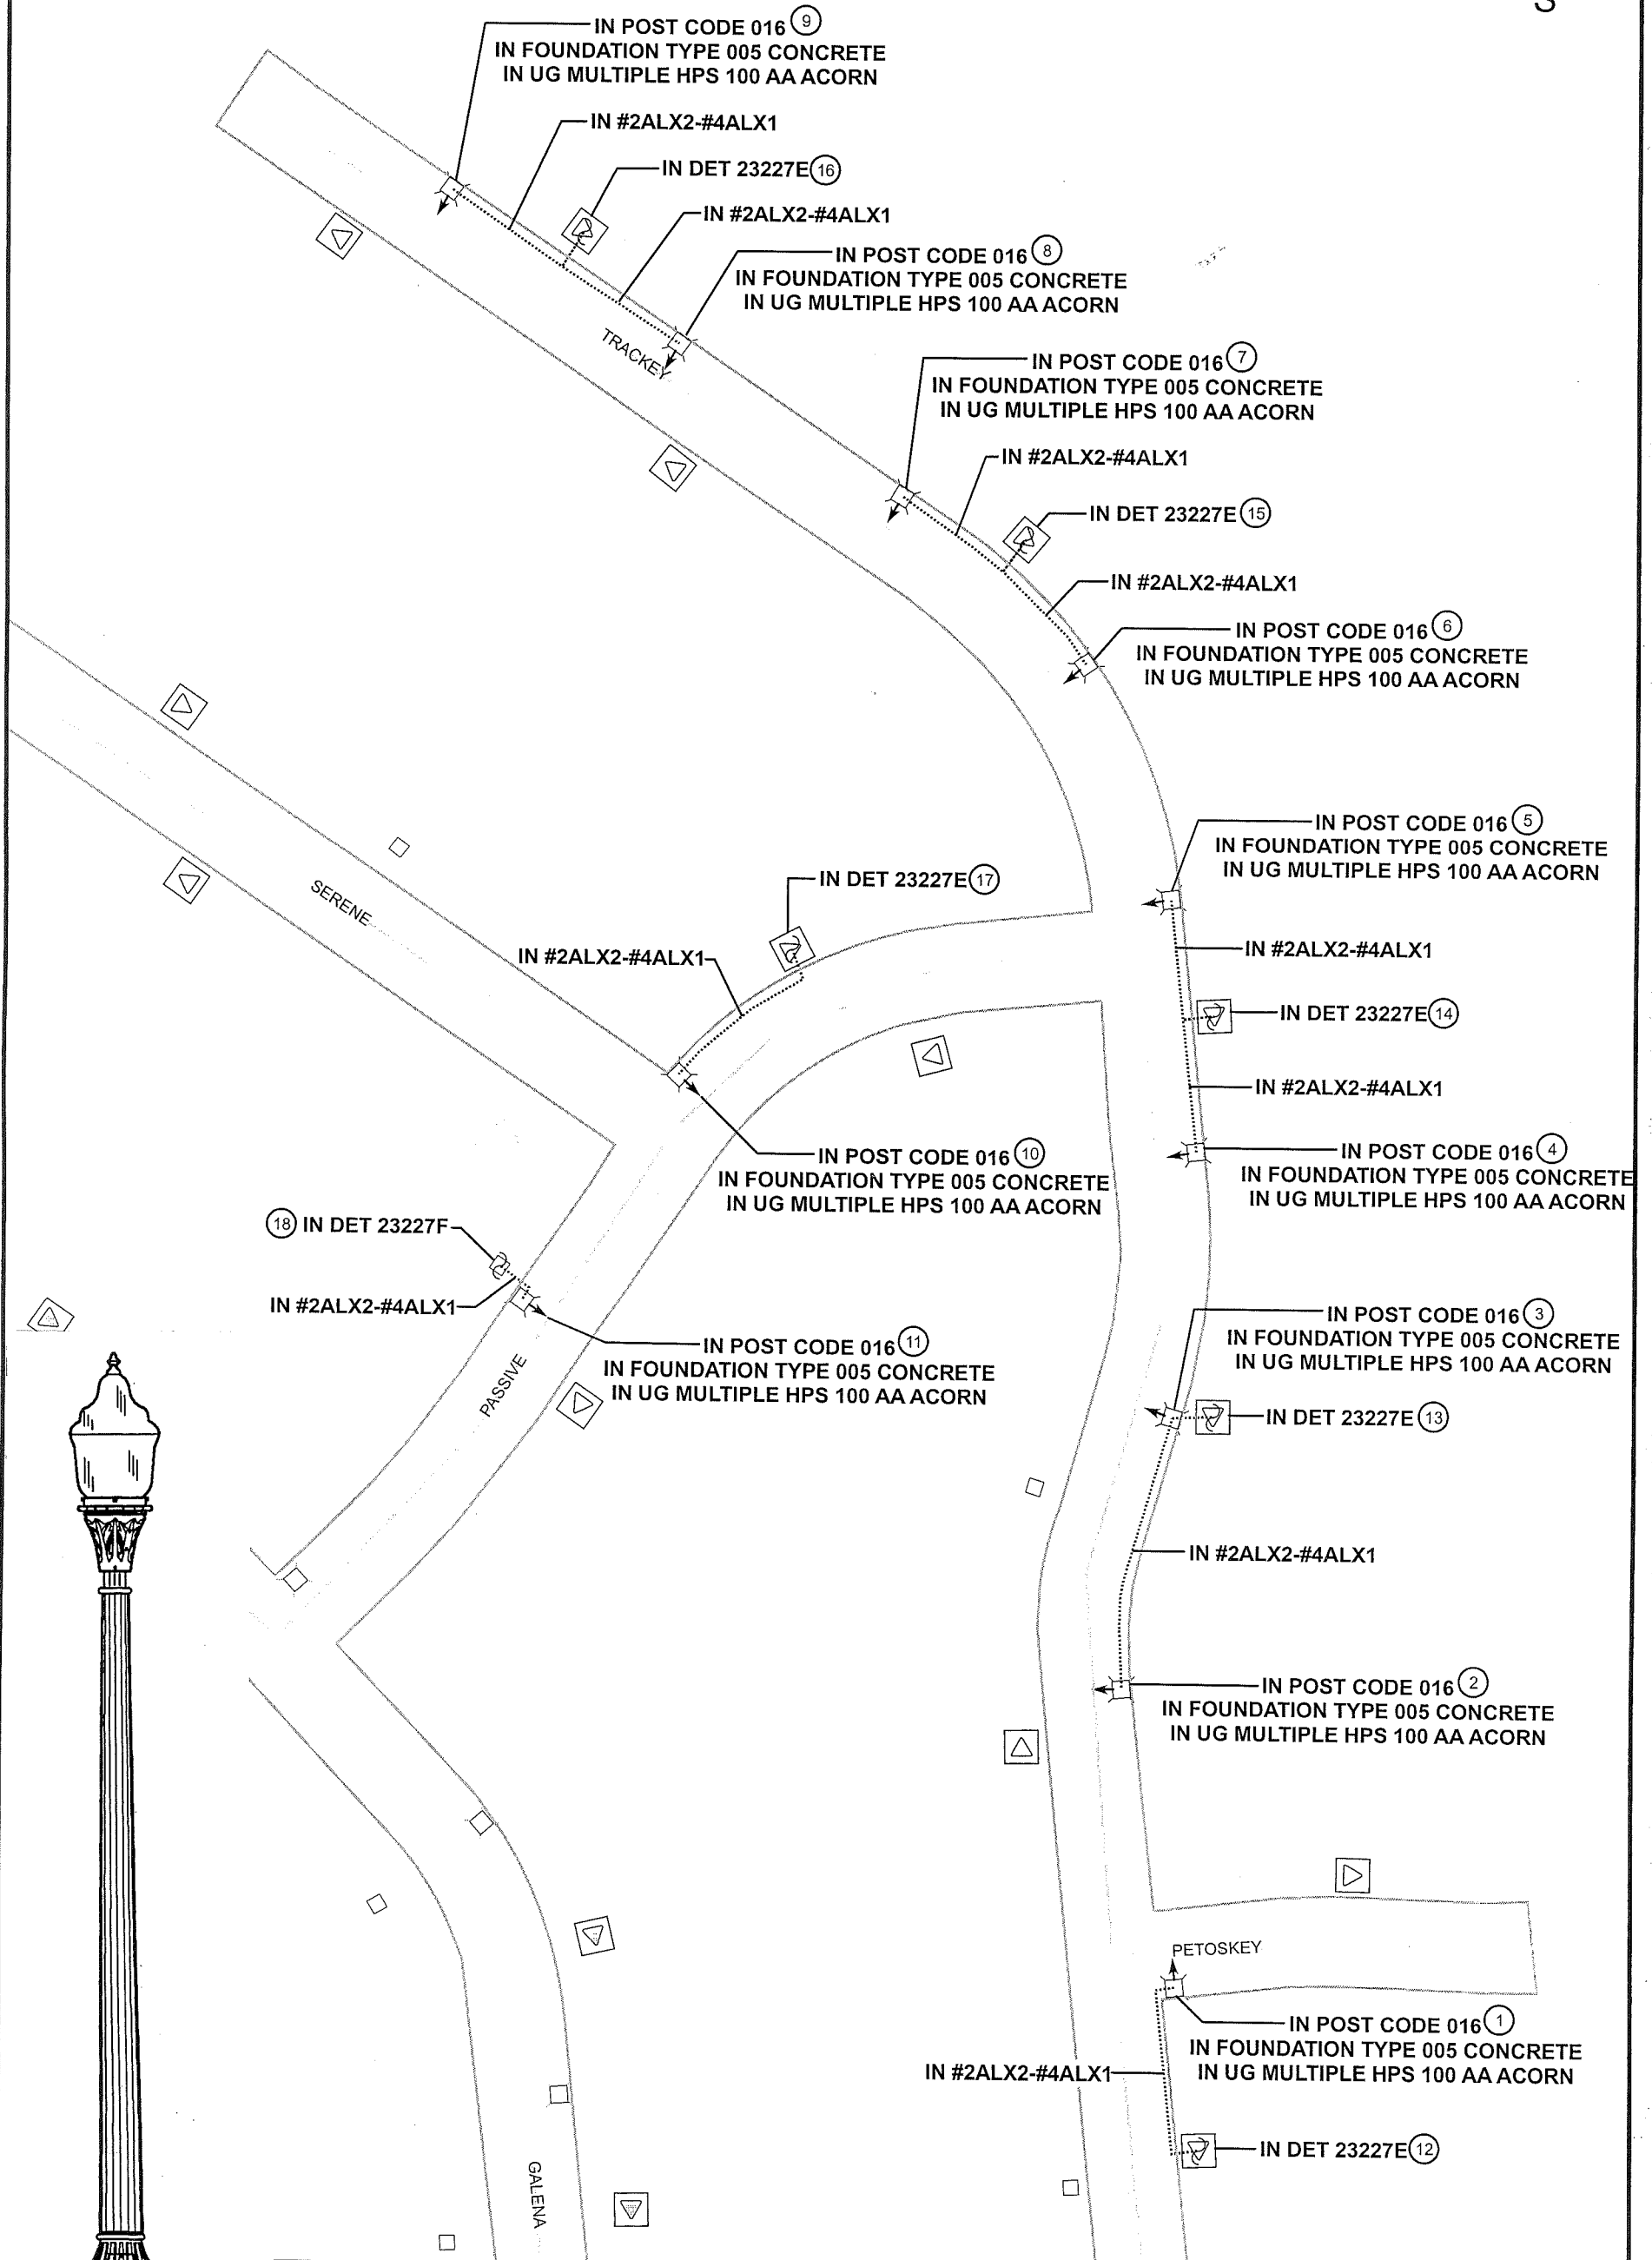 S
IN POST CODE 016 9
IN FOUNDATION TYPE 005 CONCRETE
IN UG MULTIPLE HPS 100 AA ACORN
IN #2ALX2-#4ALX1
IN DET 23227E 16
IN #2ALX2-#4ALX1
IN POST CODE 016 8
IN FOUNDATION TYPE 005 CONCRETE
IN UG MULTIPLE HPS 100 AA ACORN
TRACKEY
IN POST CODE 016 7
IN FOUNDATION TYPE 005 CONCRETE
IN UG MULTIPLE HPS 100 AA ACORN
IN #2ALX2-#4ALX1
IN DET 23227E 15
IN #2ALX2-#4ALX1
IN POST CODE 016 6
IN FOUNDATION TYPE 005 CONCRETE
IN UG MULTIPLE HPS 100 AA ACORN
IN POST CODE 016 5
IN FOUNDATION TYPE 005 CONCRETE
IN UG MULTIPLE HPS 100 AA ACORN
SERENE
IN DET 23227E 17
IN #2ALX2-#4ALX1
IN #2ALX2-#4ALX1
IN DET 23227E 14
IN #2ALX2-#4ALX1
IN POST CODE 016 10
IN FOUNDATION TYPE 005 CONCRETE
IN UG MULTIPLE HPS 100 AA ACORN
IN POST CODE 016 4
IN FOUNDATION TYPE 005 CONCRETE
IN UG MULTIPLE HPS 100 AA ACORN
18 IN DET 23227F
IN #2ALX2-#4ALX1
IN POST CODE 016 11
IN FOUNDATION TYPE 005 CONCRETE
IN UG MULTIPLE HPS 100 AA ACORN
PASSIVE
IN POST CODE 016 3
IN FOUNDATION TYPE 005 CONCRETE
IN UG MULTIPLE HPS 100 AA ACORN
IN DET 23227E 13
IN #2ALX2-#4ALX1
IN POST CODE 016 2
IN FOUNDATION TYPE 005 CONCRETE
IN UG MULTIPLE HPS 100 AA ACORN
PETOSKEY
IN POST CODE 016 1
IN FOUNDATION TYPE 005 CONCRETE
IN UG MULTIPLE HPS 100 AA ACORN
IN #2ALX2-#4ALX1
IN DET 23227E 12
GALENA